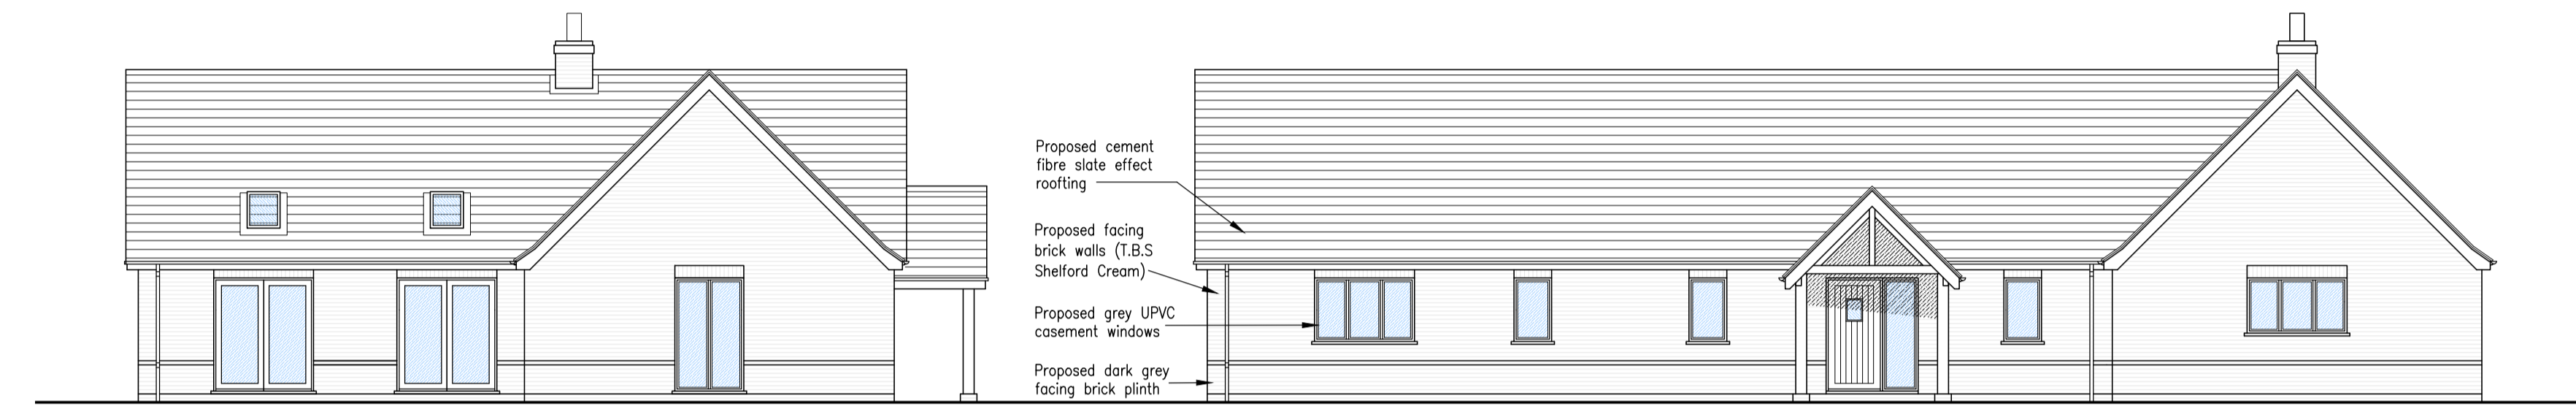 Proposed cement
fibre slate effect
roofting
Proposed facing
brick walls (T.B.S
Shelford Cream)
Proposed grey UPVC
casement windows
Proposed dark grey
facing brick plinth